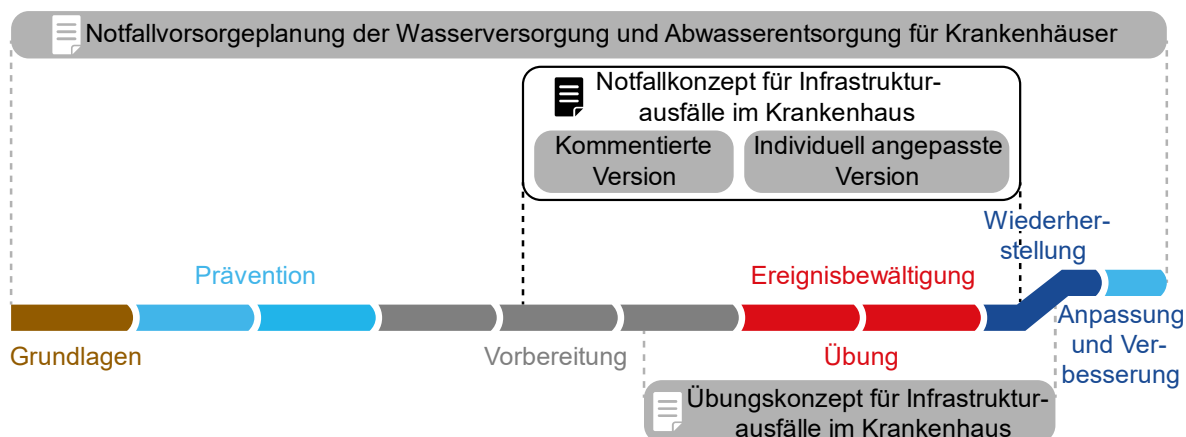 Notfallvorsorgeplanung der Wasserversorgung und Abwasserentsorgung für Krankenhäuser
Notfallkonzept für Infrastruktur-
ausfälle im Krankenhaus
Kommentierte
Version
Individuell angepasste
Version
Wiederher-
stellung
Prävention
Ereignisbewältigung
Grundlagen
Vorbereitung
Übung
Anpassung
und Ver-
besserung
Übungskonzept für Infrastruktur-
ausfälle im Krankenhaus